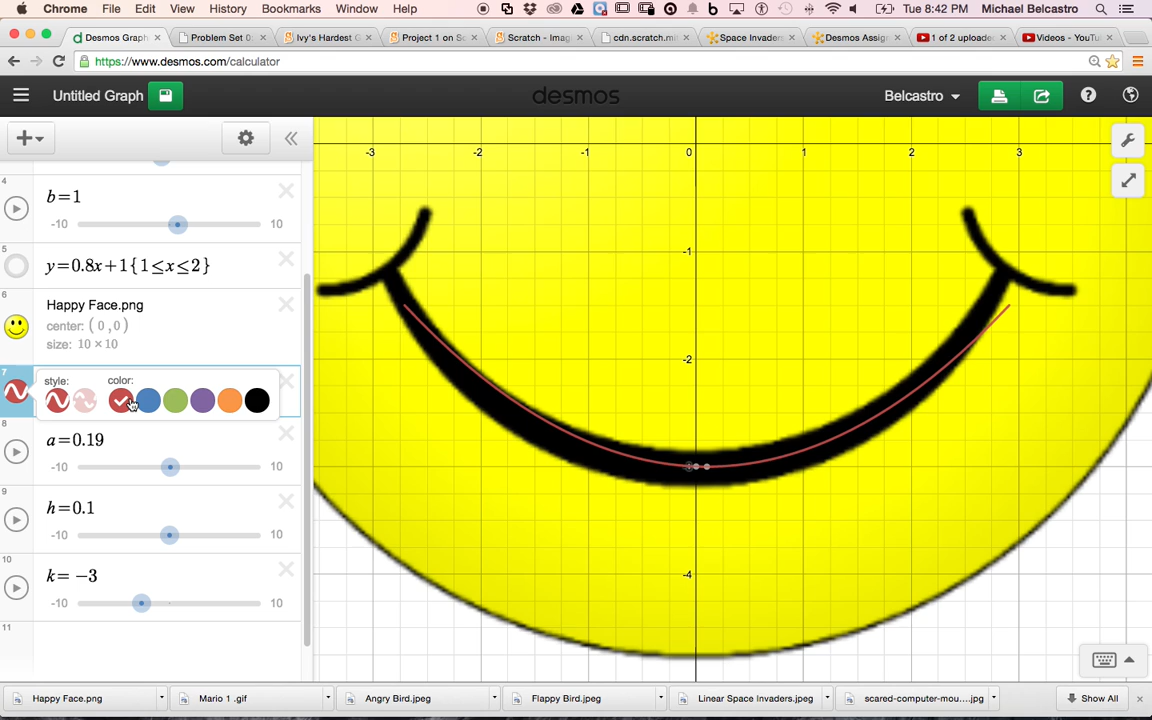 Chrome File Edit View History Bookmarks Window Help Tue 8:42 PM Michael Belcastro
Desmos Graph Problem Set 0: Ivy's Hardest G Project 1 on Sc Scratch - Imag cdn.scratch.mi Space Invaders Desmos Assign 1 of 2 uploade Videos - YouTu
https://www.desmos.com/calculator
Untitled Graph desmos Belcastro
4
b=1
-10 10
5
y=0.8x+1{1≤x≤2}
6
Happy Face.png
center: (0,0)
size: 10×10
7
style: color:
8
a=0.19
-10 10
9
h=0.1
-10 10
10
k= −3
-10 10
11
-3 -2 -1 0 1 2 3
-1
-2
-4
Happy Face.png Mario 1 .gif Angry Bird.jpeg Flappy Bird.jpeg Linear Space Invaders.jpeg scared-computer-mou....jpg Show All